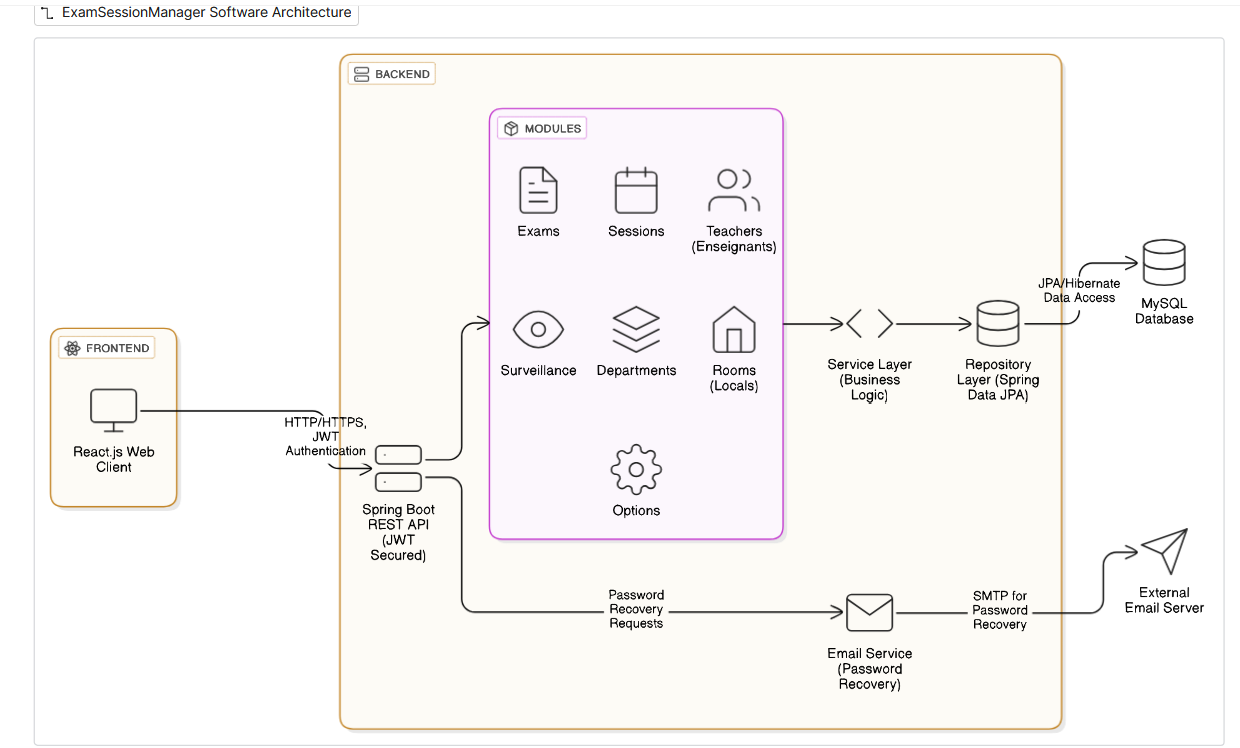 ExamSessionManager Software Architecture
BACKEND
MODULES
Exams
Sessions
Teachers
(Enseignants)
Surveillance
Departments
Rooms
(Locals)
Options
FRONTEND
React.js Web
Client
HTTP/HTTPS,
JWT
Authentication
Spring Boot
REST API
(JWT
Secured)
Service Layer
(Business
Logic)
Repository
Layer (Spring
Data JPA)
JPA/Hibernate
Data Access
MySQL
Database
Password
Recovery
Requests
Email Service
(Password
Recovery)
SMTP for
Password
Recovery
External
Email Server